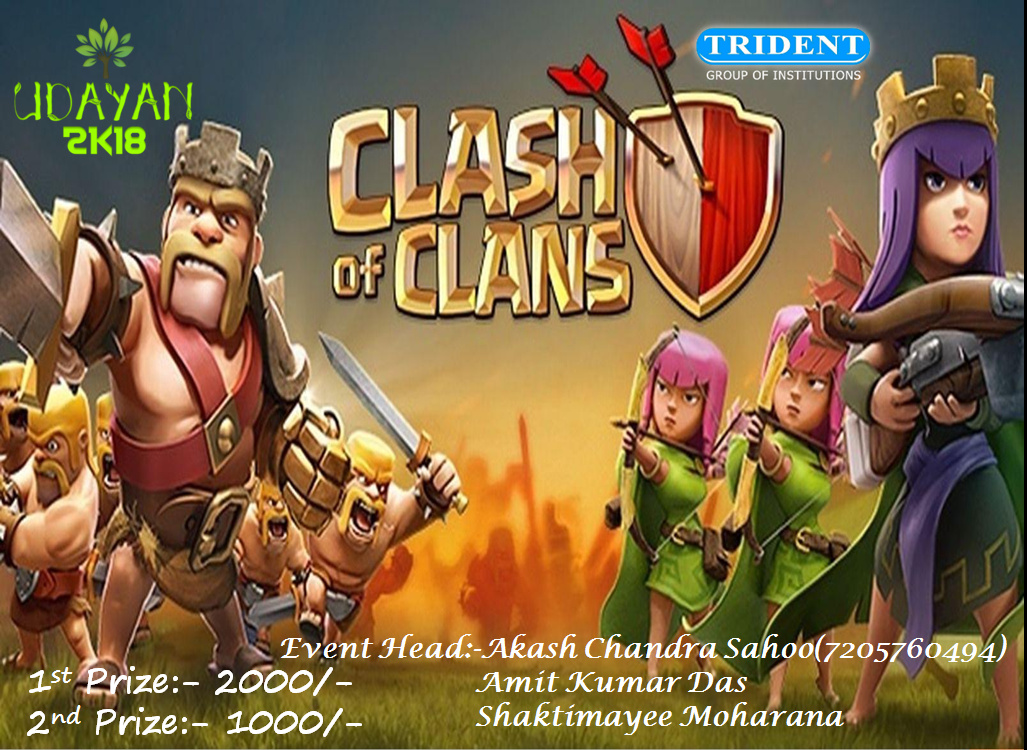 UDAYAN
2K18
TRIDENT
GROUP OF INSTITUTIONS
CLASH
OF CLANS
Event Head:-Akash Chandra Sahoo(7205760494)
Amit Kumar Das
Shaktimayee Moharana
1st Prize:- 2000/-
2nd Prize:- 1000/-